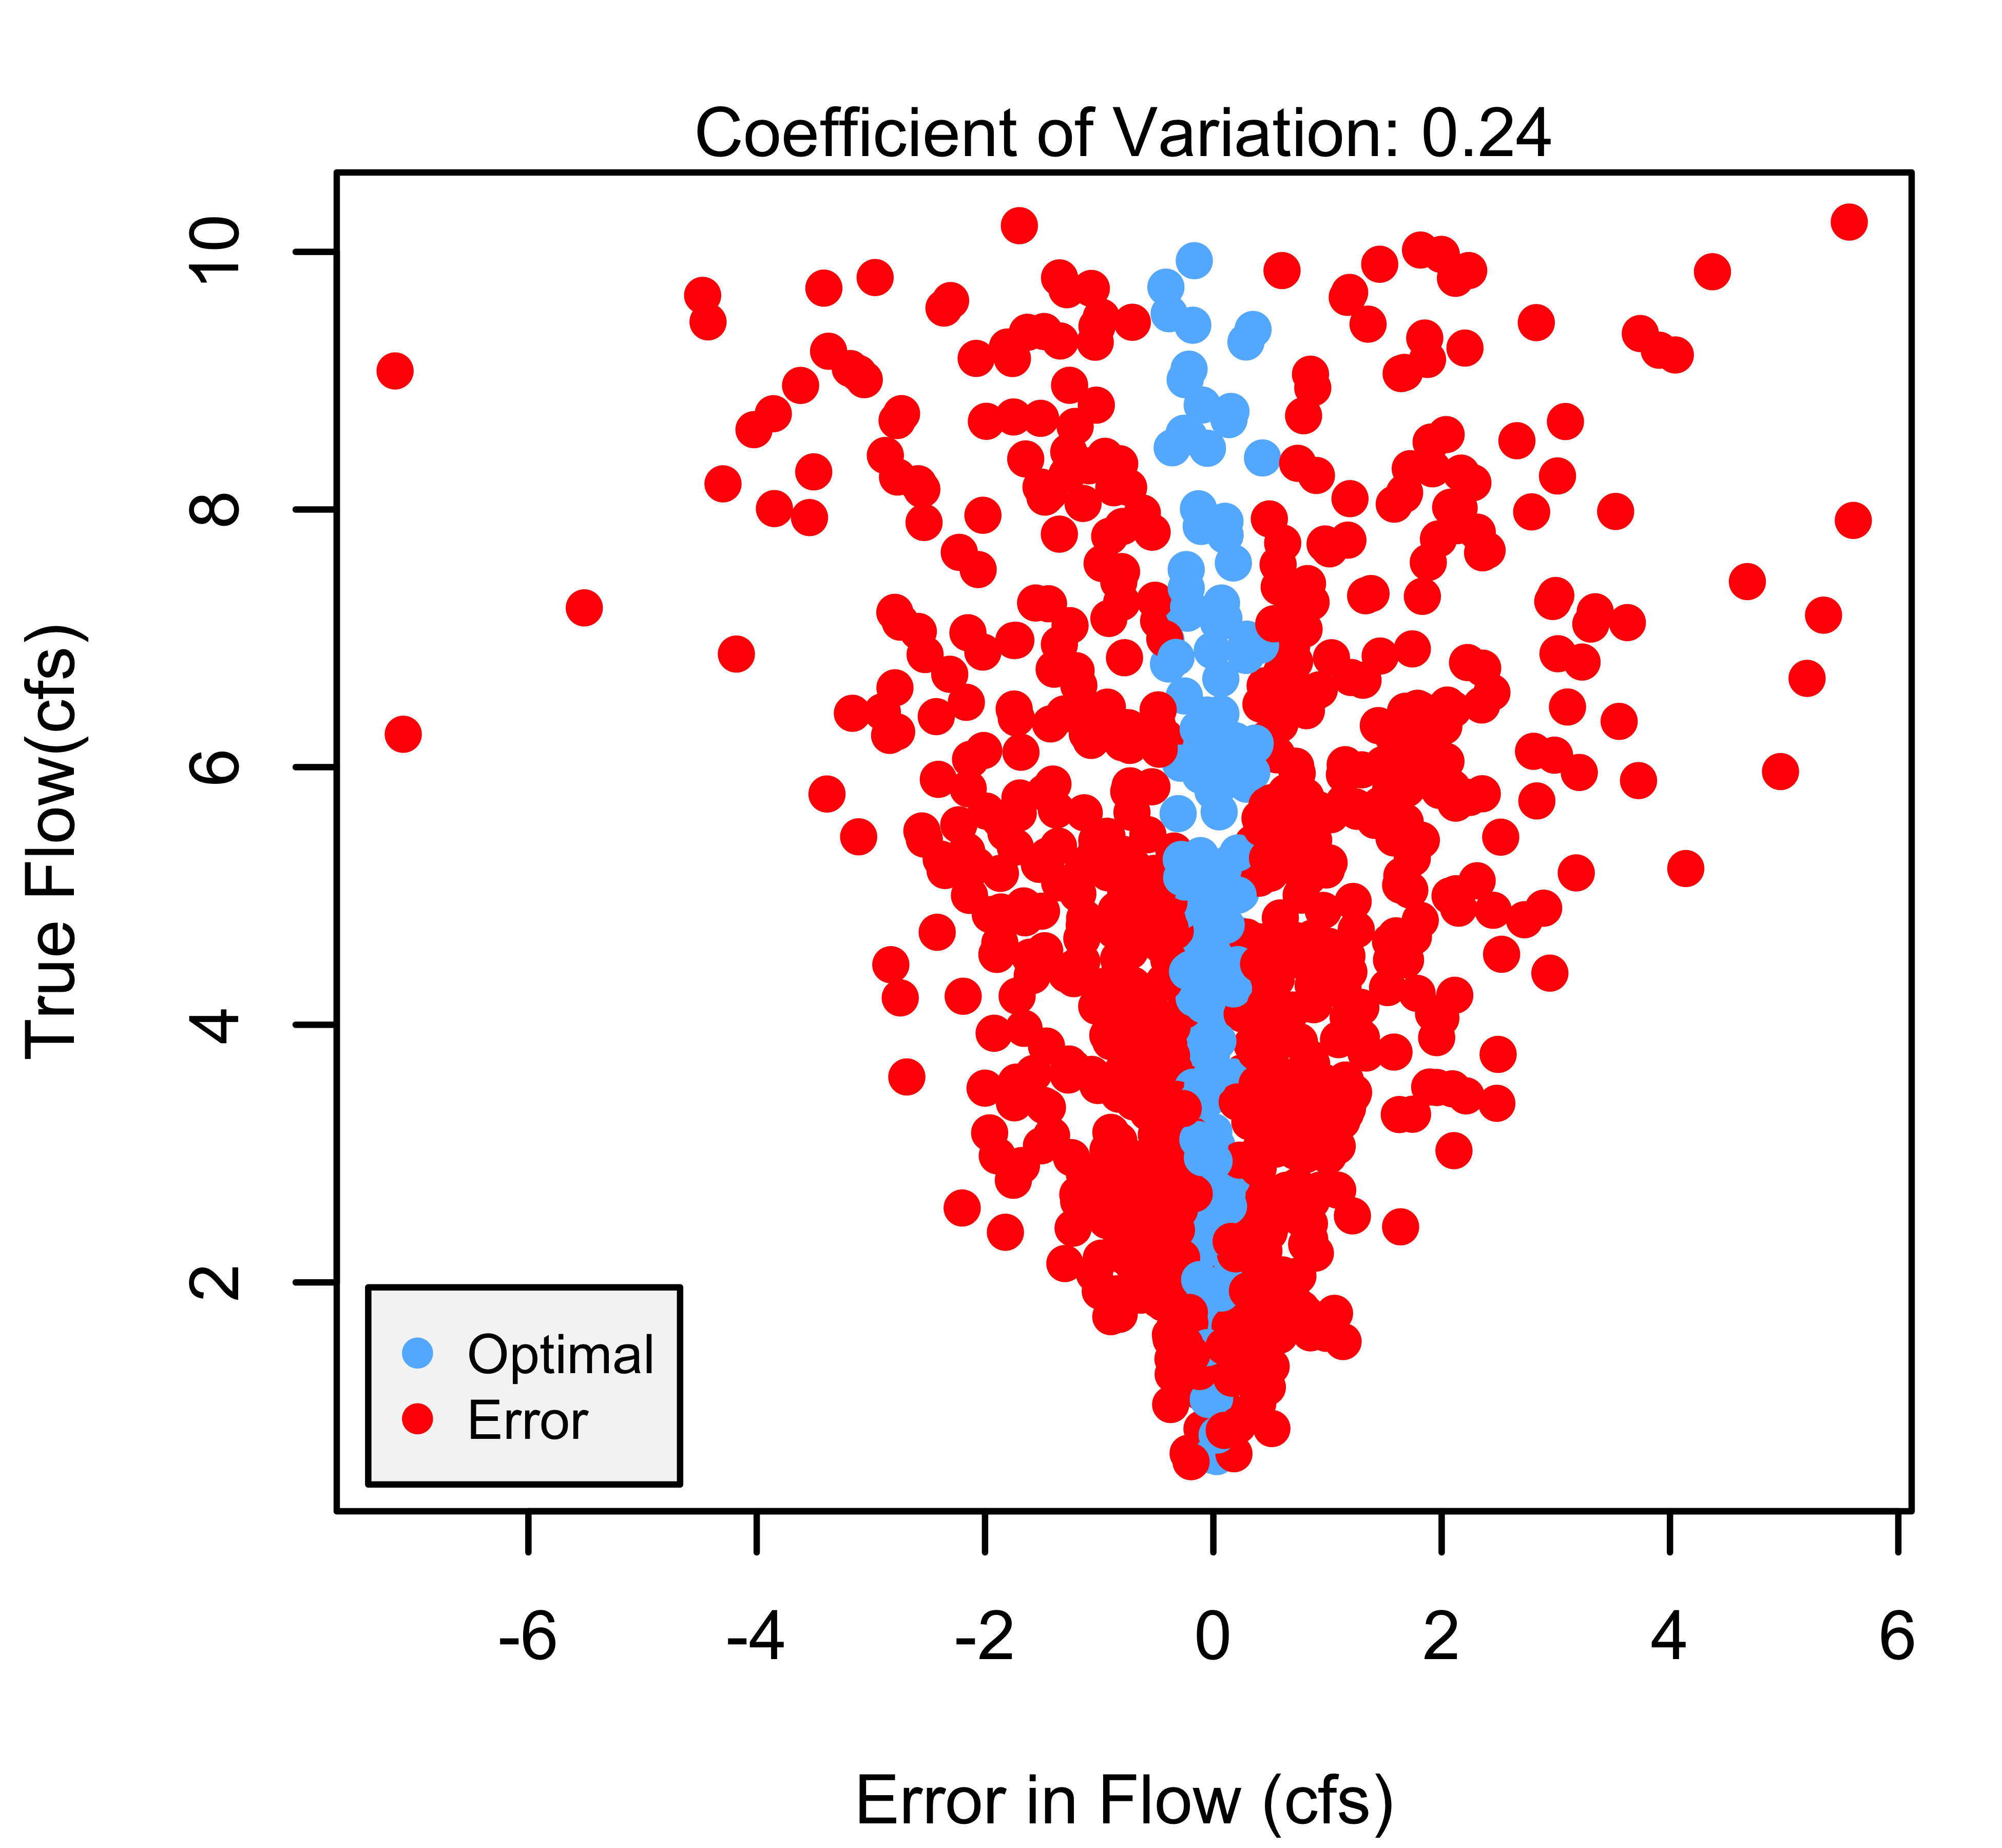 Coefficient of Variation: 0.24
True Flow(cfs)
10
8
6
4
2
Optimal
Error
-6 -4 -2 0 2 4 6
Error in Flow (cfs)